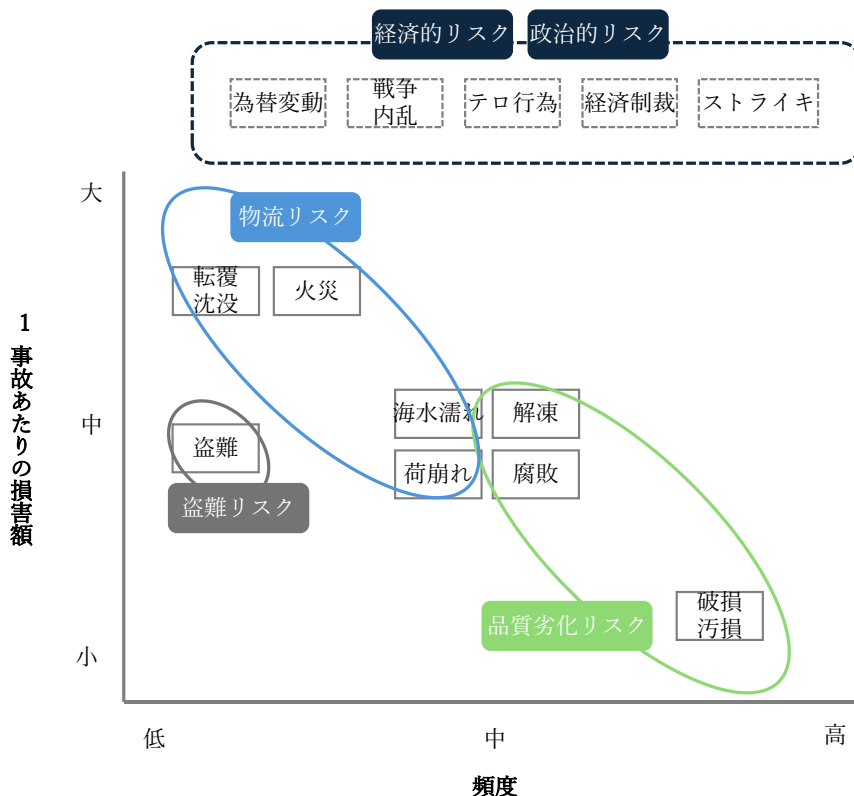 経済的リスク
政治的リスク
為替変動
戦争
内乱
テロ行為
経済制裁
ストライキ
大
物流リスク
転覆
沈没
火災
1事故あたりの損害額
中
海水濡れ
解凍
盗難
荷崩れ
腐敗
盗難リスク
破損
汚損
品質劣化リスク
小
低
中
高
頻度